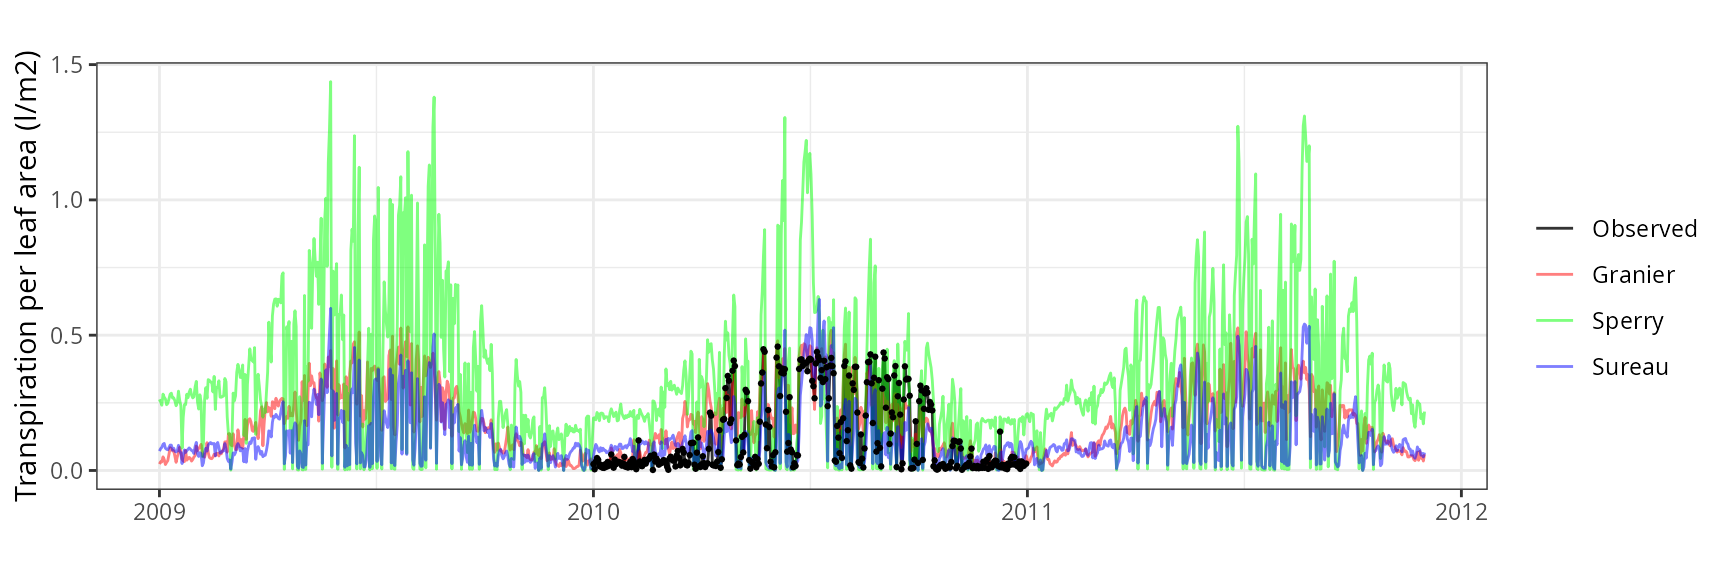 Transpiration per leaf area (l/m2)
1.5
1.0
0.5
0.0
2009
2010
2011
2012
Observed
Granier
Sperry
Sureau